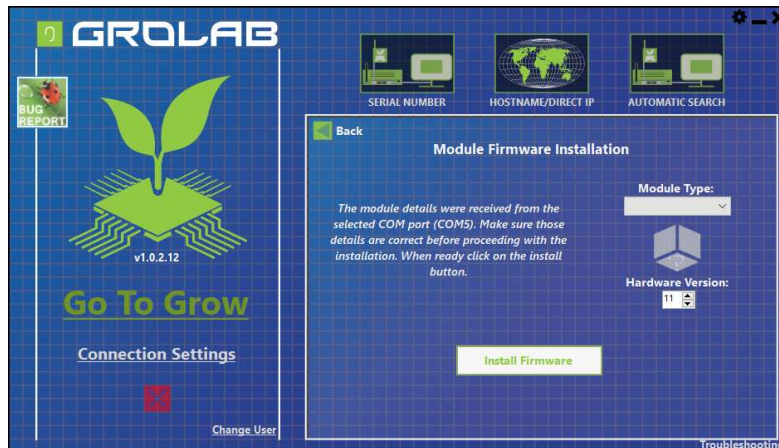 GROLAB
BUG
REPORT
v1.0.2.12
Go To Grow
Connection Settings
Change User
SERIAL NUMBER
HOSTNAME/DIRECT IP
AUTOMATIC SEARCH
Back
Module Firmware Installation
The module details were received from the
selected COM port (COM5). Make sure those
details are correct before proceeding with the
installation. When ready click on the install
button.
Module Type:
Hardware Version:
11
Install Firmware
Troubleshooting